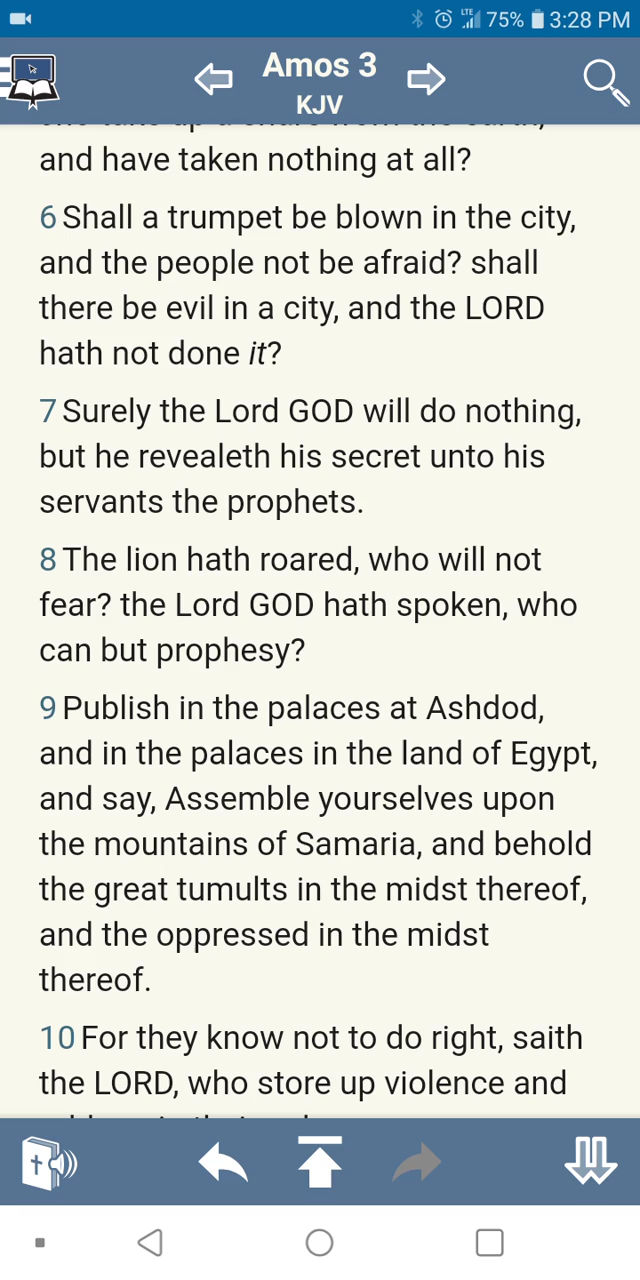 LTE 75% 3:28 PM
Amos 3
KJV
and have taken nothing at all?
6 Shall a trumpet be blown in the city,
and the people not be afraid? shall
there be evil in a city, and the LORD
hath not done it?
7 Surely the Lord GOD will do nothing,
but he revealeth his secret unto his
servants the prophets.
8 The lion hath roared, who will not
fear? the Lord GOD hath spoken, who
can but prophesy?
9 Publish in the palaces at Ashdod,
and in the palaces in the land of Egypt,
and say, Assemble yourselves upon
the mountains of Samaria, and behold
the great tumults in the midst thereof,
and the oppressed in the midst
thereof.
10 For they know not to do right, saith
the LORD, who store up violence and